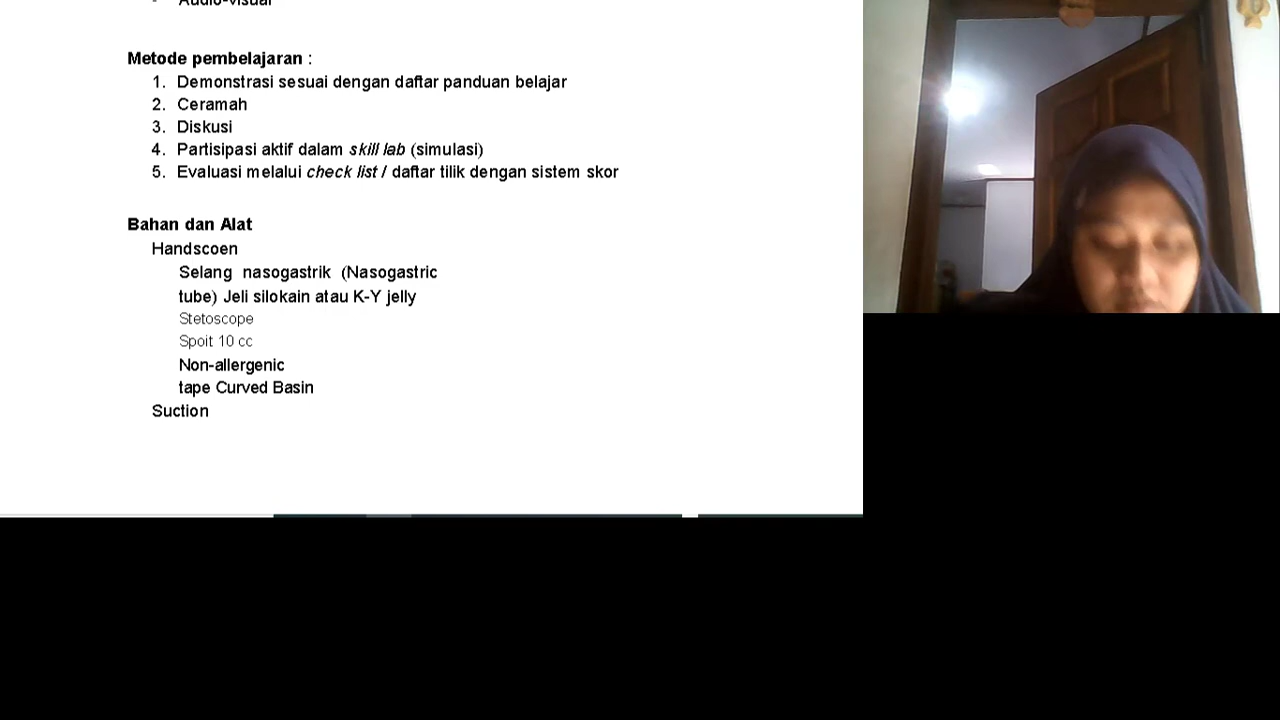 - Audio-visual
Metode pembelajaran :
1. Demonstrasi sesuai dengan daftar panduan belajar
2. Ceramah
3. Diskusi
4. Partisipasi aktif dalam skill lab (simulasi)
5. Evaluasi melalui check list / daftar tilik dengan sistem skor
Bahan dan Alat
Handscoen
Selang nasogastrik (Nasogastric
tube) Jeli silokain atau K-Y jelly
Stetoscope
Spoit 10 cc
Non-allergenic
tape Curved Basin
Suction